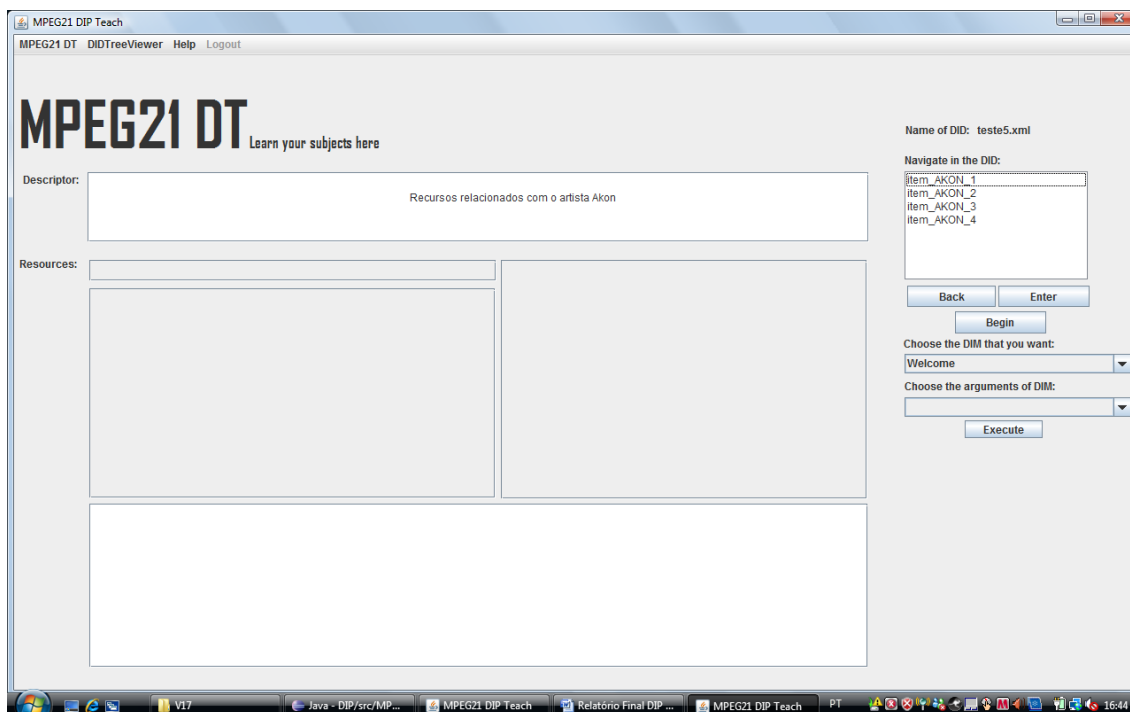 MPEG21 DIP Teach
MPEG21 DT DIDTreeViewer Help Logout
MPEG21 DT Learn your subjects here
Descriptor:
Recursos relacionados com o artista Akon
Resources:
Name of DID: teste5.xml
Navigate in the DID:
item_AKON_1
item_AKON_2
item_AKON_3
item_AKON_4
Back Enter
Begin
Choose the DIM that you want:
Welcome
Choose the arguments of DIM:
Execute
V17 Java - DIP/src/MP... MPEG21 DIP Teach Relatório Final DIP ... MPEG21 DIP Teach PT 16:44